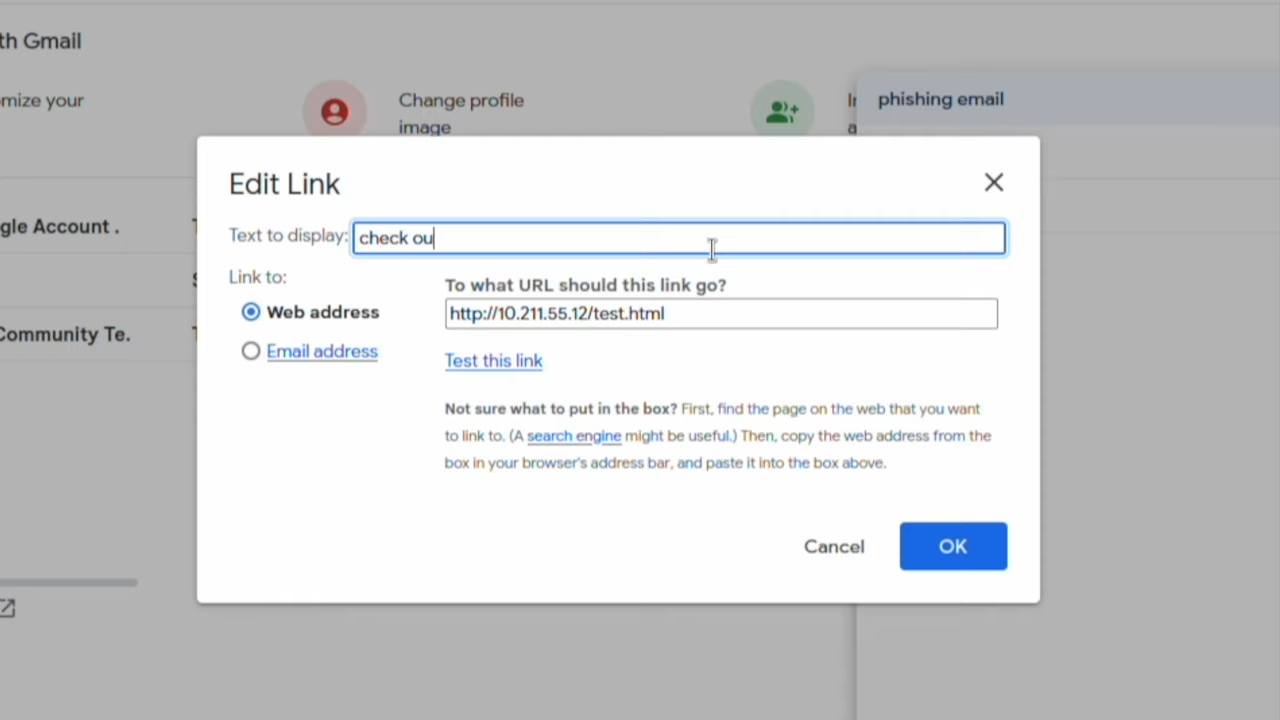 th Gmail
mize your
Change profile
image
phishing email
Edit Link
Text to display: check ou
gle Account .
Link to:
To what URL should this link go?
Web address
http://10.211.55.12/test.html
Community Te.
Email address
Test this link
Not sure what to put in the box? First, find the page on the web that you want
to link to. (A search engine might be useful.) Then, copy the web address from the
box in your browser's address bar, and paste it into the box above.
Cancel
OK